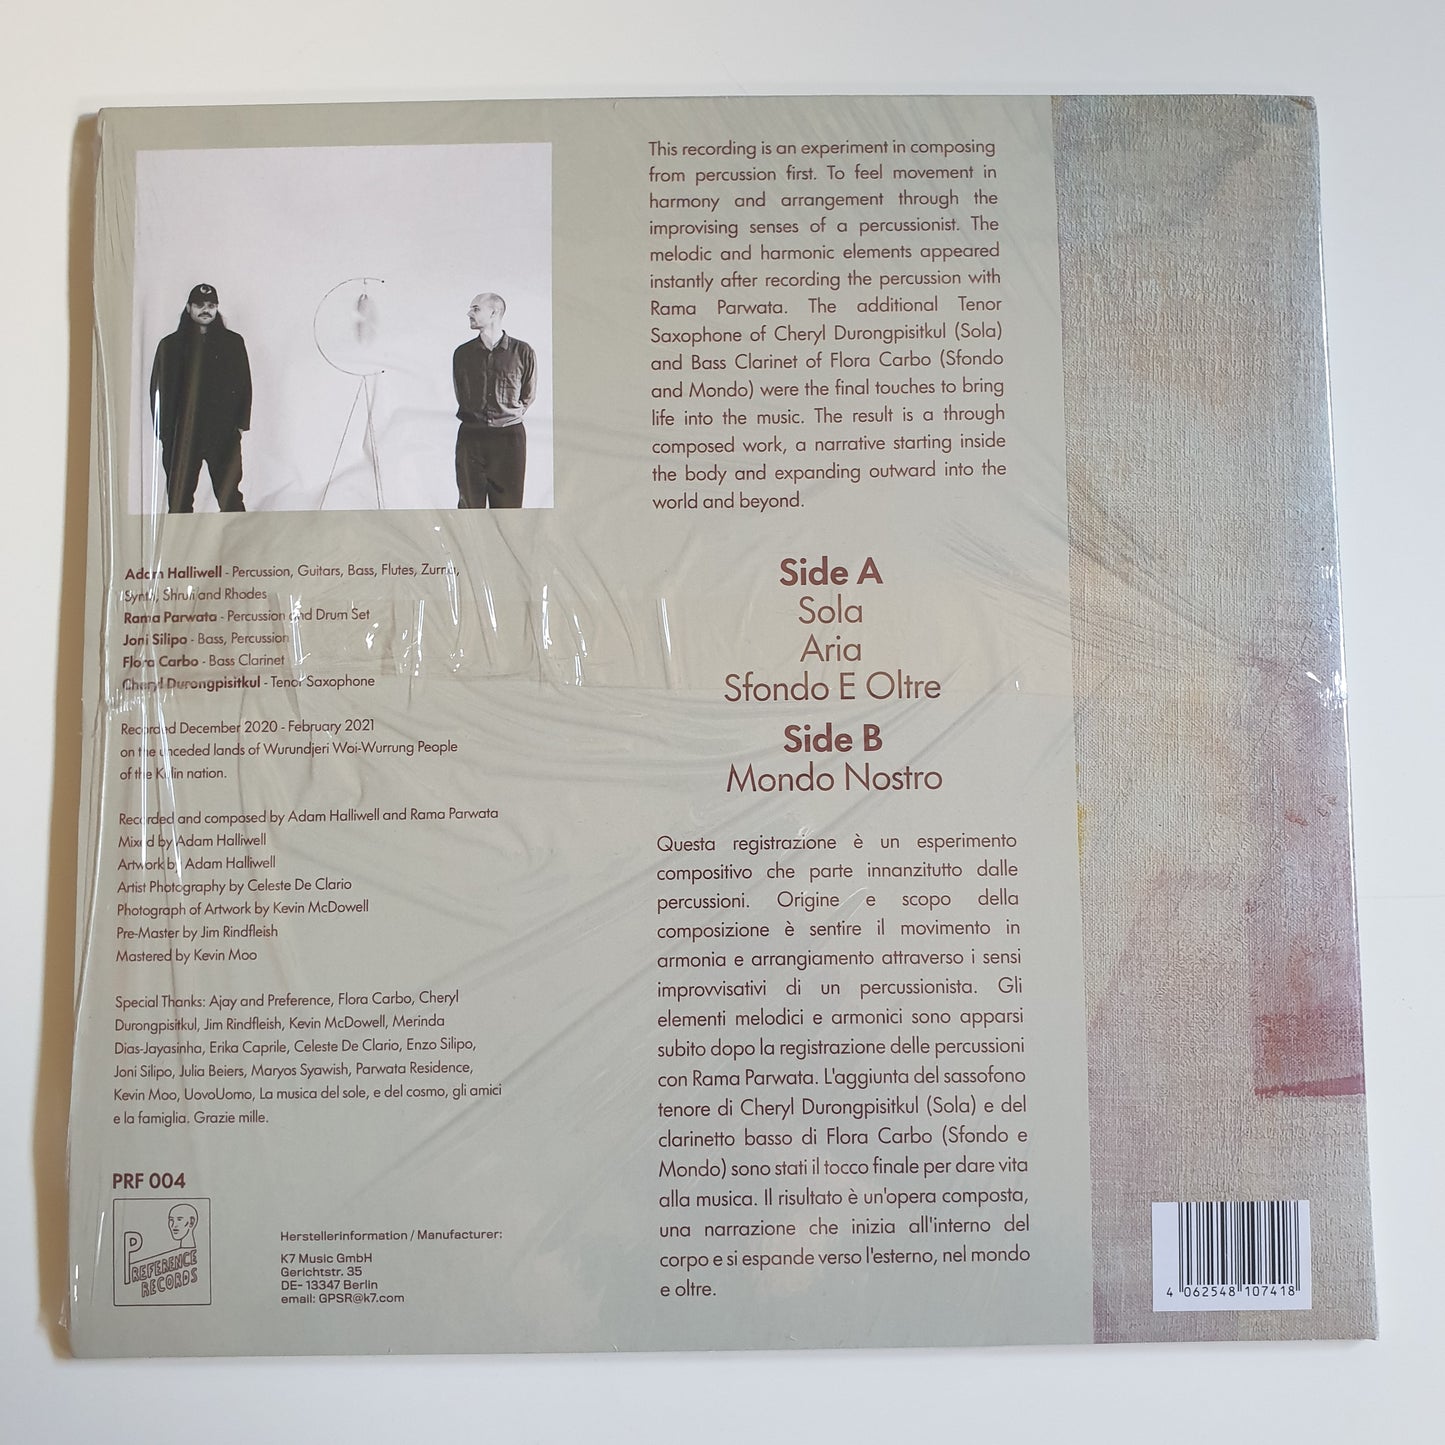 Adam Halliwell - Percussion, Guitars, Bass, Flutes, Zurna,
Synth, Shruti and Rhodes
Rama Parwata - Percussion and Drum Set
Joni Silipo - Bass, Percussion
Flora Carbo - Bass Clarinet
Cheryl Durongpisitkul - Tenor Saxophone
Recorded December 2020 - February 2021
on the unceded lands of Wurundjeri Woi-Wurrung People
of the Kulin nation.
Recorded and composed by Adam Halliwell and Rama Parwata
Mixed by Adam Halliwell
Artwork by Adam Halliwell
Artist Photography by Celeste De Clario
Photograph of Artwork by Kevin McDowell
Pre-Master by Jim Rindfleish
Mastered by Kevin Moo
Special Thanks: Ajay and Preference, Flora Carbo, Cheryl
Durongpisitkul, Jim Rindfleish, Kevin McDowell, Merinda
Dias-Jayasinha, Erika Caprile, Celeste De Clario, Enzo Silipo,
Joni Silipo, Julia Beiers, Maryos Syawish, Parwata Residence,
Kevin Moo, UovoUomo, La musica del sole, e del cosmo, gli amici
e la famiglia. Grazie mille.
PRF 004
PREFERENCE
RECORDS
Herstellerinformation / Manufacturer:
K7 Music GmbH
Gerichtstr. 35
DE- 13347 Berlin
email: GPSR@k7.com
This recording is an experiment in composing
from percussion first. To feel movement in
harmony and arrangement through the
improvising senses of a percussionist. The
melodic and harmonic elements appeared
instantly after recording the percussion with
Rama Parwata. The additional Tenor
Saxophone of Cheryl Durongpisitkul (Sola)
and Bass Clarinet of Flora Carbo (Sfondo
and Mondo) were the final touches to bring
life into the music. The result is a through
composed work, a narrative starting inside
the body and expanding outward into the
world and beyond.
Side A
Sola
Aria
Sfondo E Oltre
Side B
Mondo Nostro
Questa registrazione è un esperimento
compositivo che parte innanzitutto dalle
percussioni. Origine e scopo della
composizione è sentire il movimento in
armonia e arrangiamento attraverso i sensi
improvvisativi di un percussionista. Gli
elementi melodici e armonici sono apparsi
subito dopo la registrazione delle percussioni
con Rama Parwata. L'aggiunta del sassofono
tenore di Cheryl Durongpisitkul (Sola) e del
clarinetto basso di Flora Carbo (Sfondo e
Mondo) sono stati il tocco finale per dare vita
alla musica. Il risultato è un'opera composta,
una narrazione che inizia all'interno del
corpo e si espande verso l'esterno, nel mondo
e oltre.
4 062548 107418